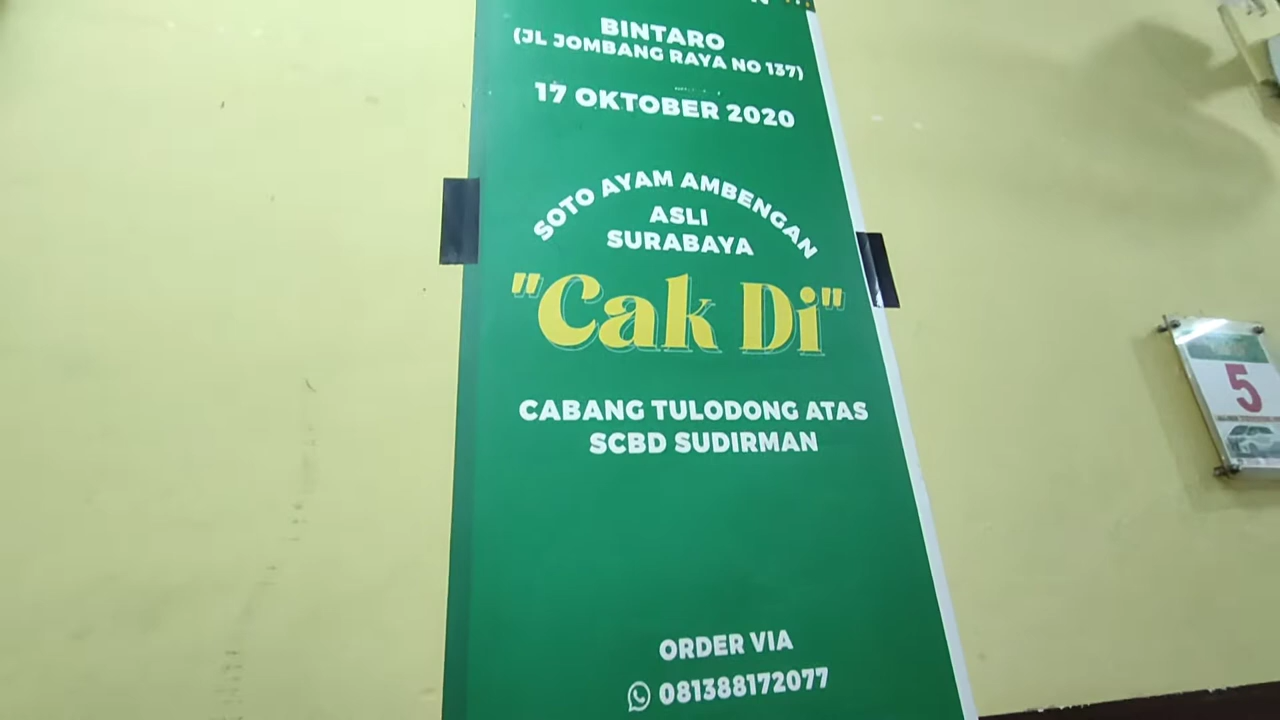 BINTARO
(JL JOMBANG RAYA NO 137)
17 OKTOBER 2020
SOTO AYAM AMBENGAN
ASLI
SURABAYA
"Cak Di"
CABANG TULODONG ATAS
SCBD SUDIRMAN
ORDER VIA
081388172077
5